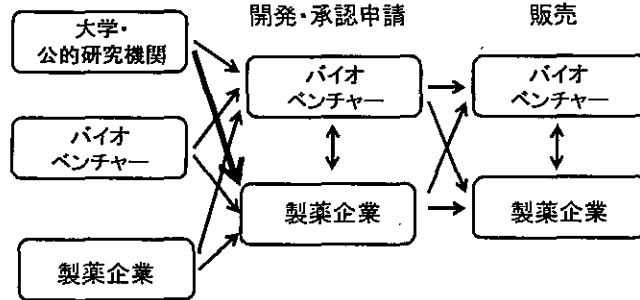 開発・承認申請
販売
大学・
公的研究機関
バイオ
ベンチャー
製薬企業
バイオ
ベンチャー
製薬企業
バイオ
ベンチャー
製薬企業